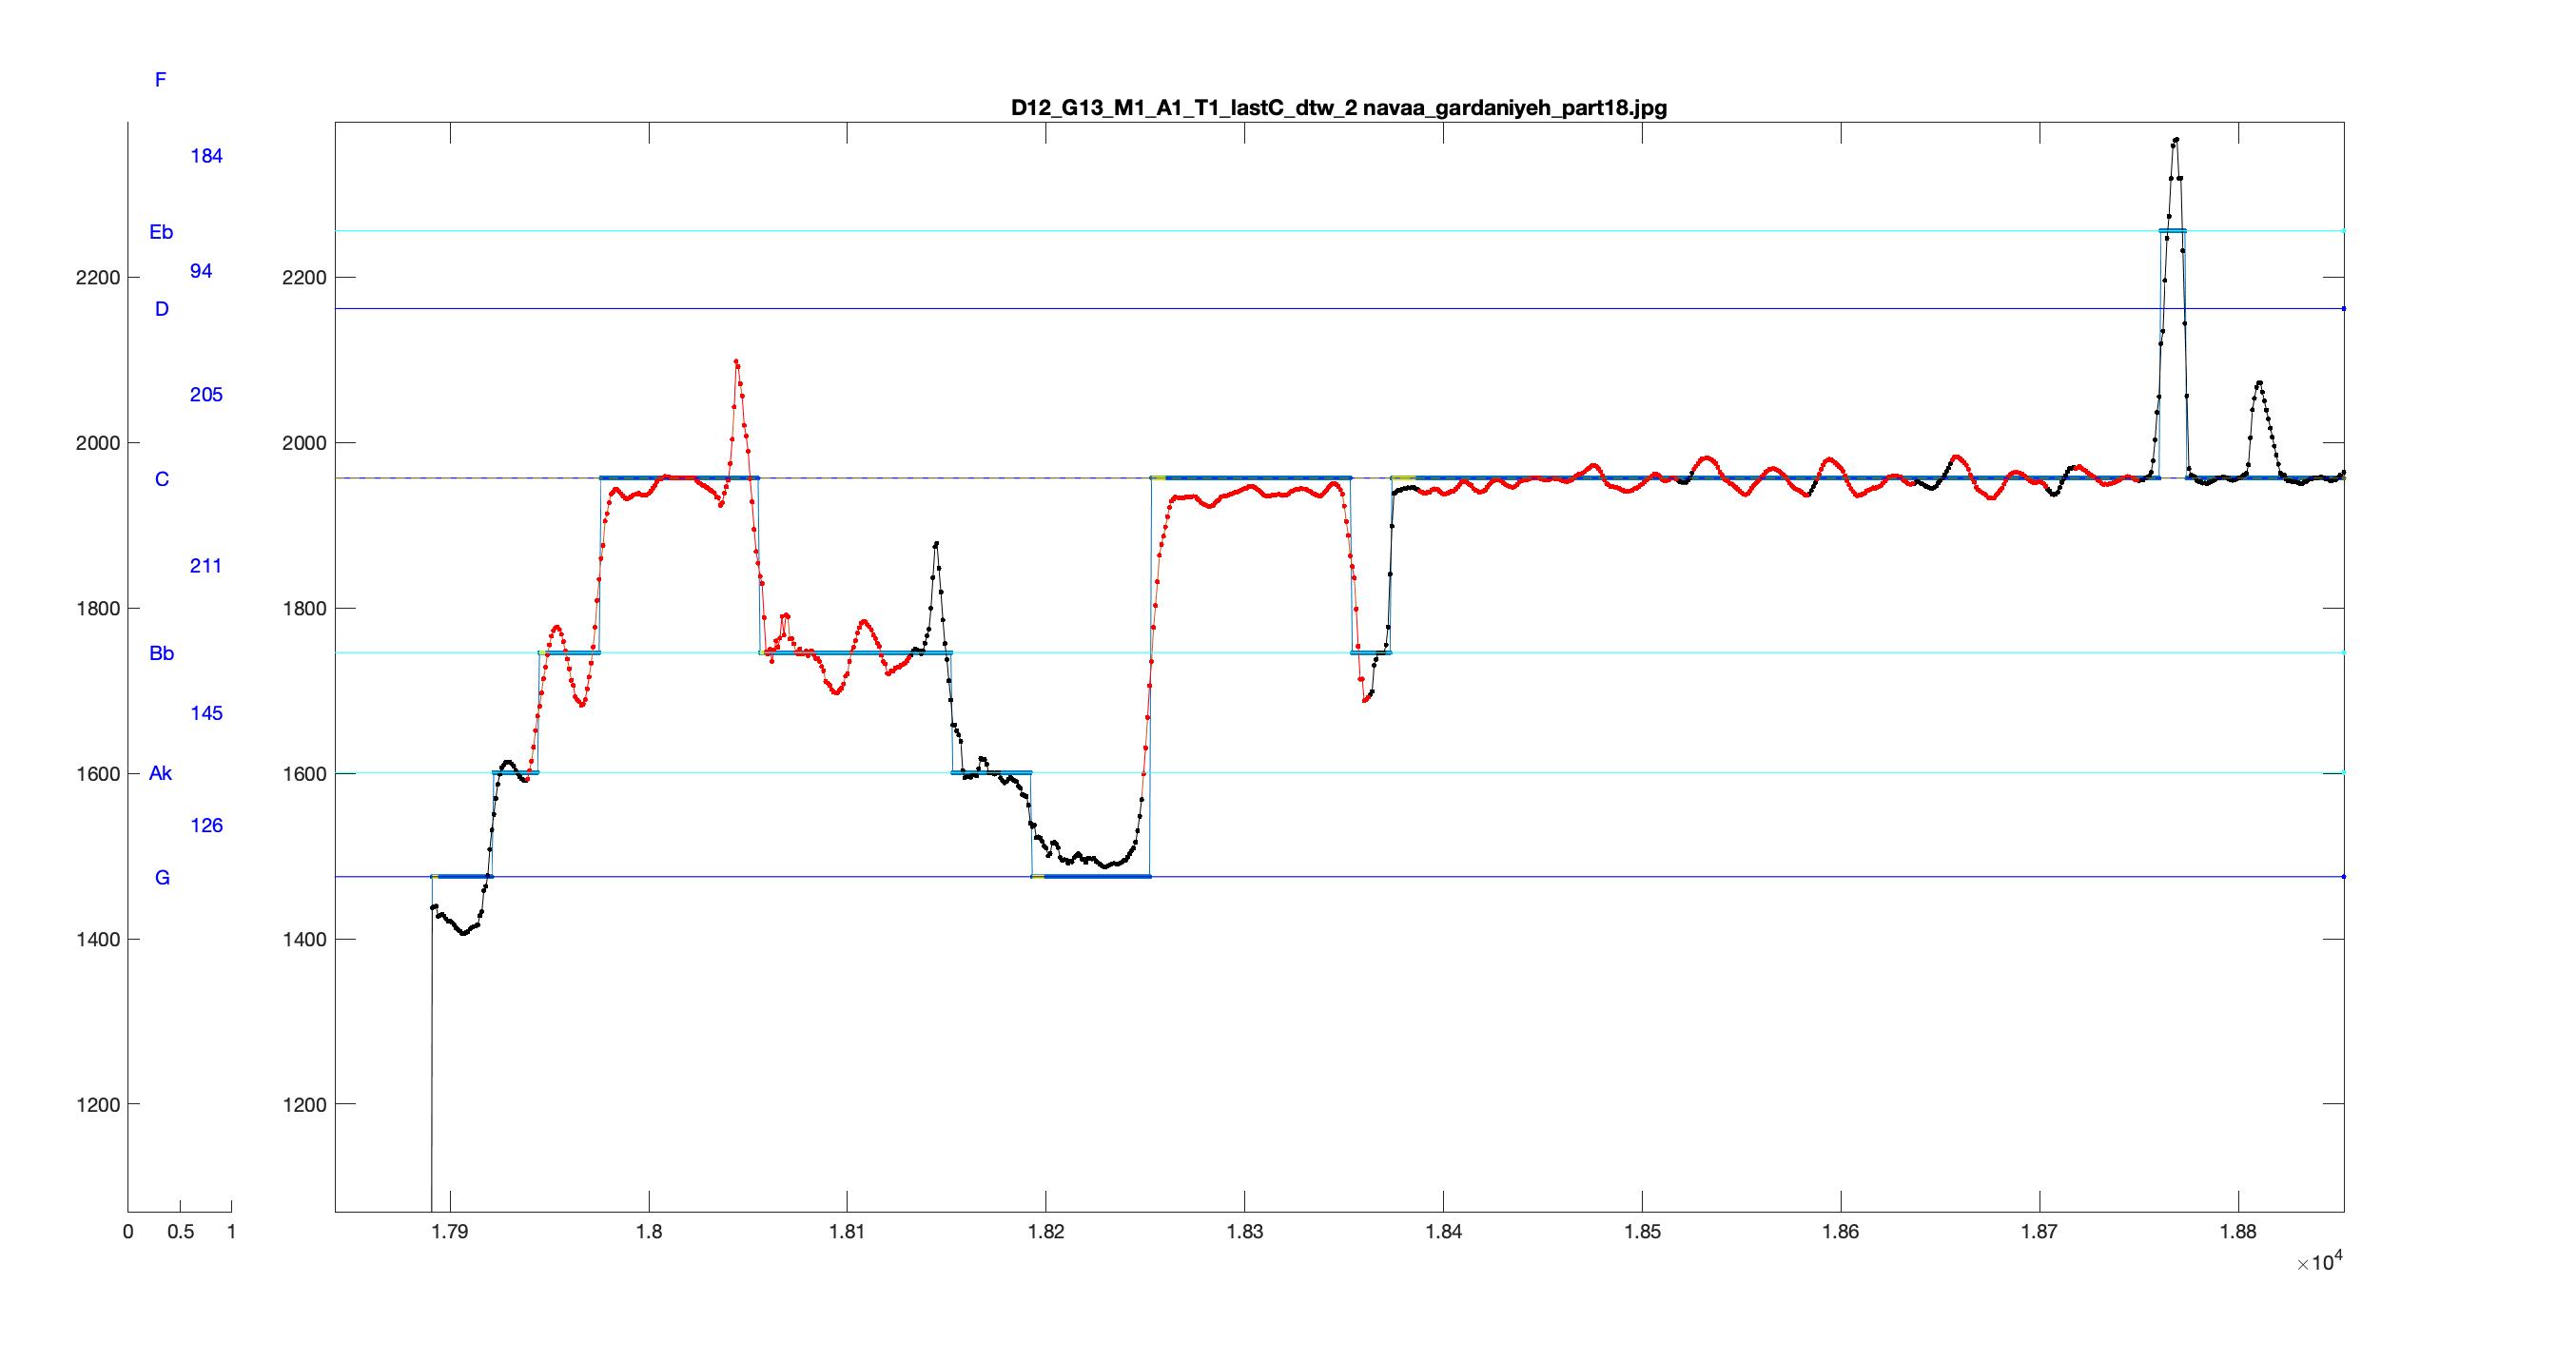 F
D12_G13_M1_A1_T1_lastC_dtw_2 navaa_gardaniyeh_part18.jpg
184
Eb
94
2200 2200
D
205
2000 2000
C
211
1800 1800
Bb
145
1600 Ak 1600
126
G
1400 1400
1200 1200
0 0.5 1 1.79 1.8 1.81 1.82 1.83 1.84 1.85 1.86 1.87 1.88
×10^4